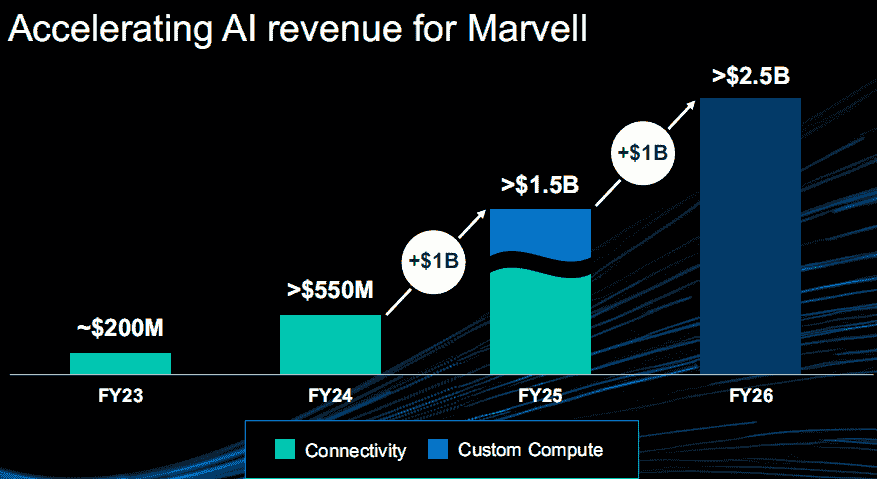 Accelerating AI revenue for Marvell
>$2.5B
+$1B
>$1.5B
+$1B
>$550M
~$200M
FY23 FY24 FY25 FY26
Connectivity Custom Compute